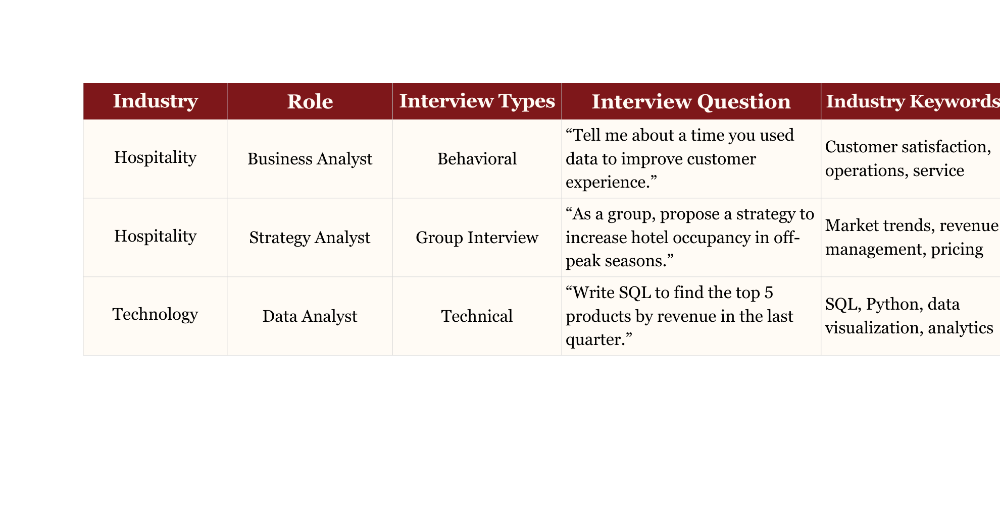 Industry Role Interview Types Interview Question Industry Keywords
Hospitality
Business Analyst
Behavioral
“Tell me about a time you used
data to improve customer
experience.”
Customer satisfaction,
operations, service
Hospitality
Strategy Analyst
Group Interview
“As a group, propose a strategy to
increase hotel occupancy in off-
peak seasons.”
Market trends, revenue
management, pricing
Technology
Data Analyst
Technical
“Write SQL to find the top 5
products by revenue in the last
quarter.”
SQL, Python, data
visualization, analytics